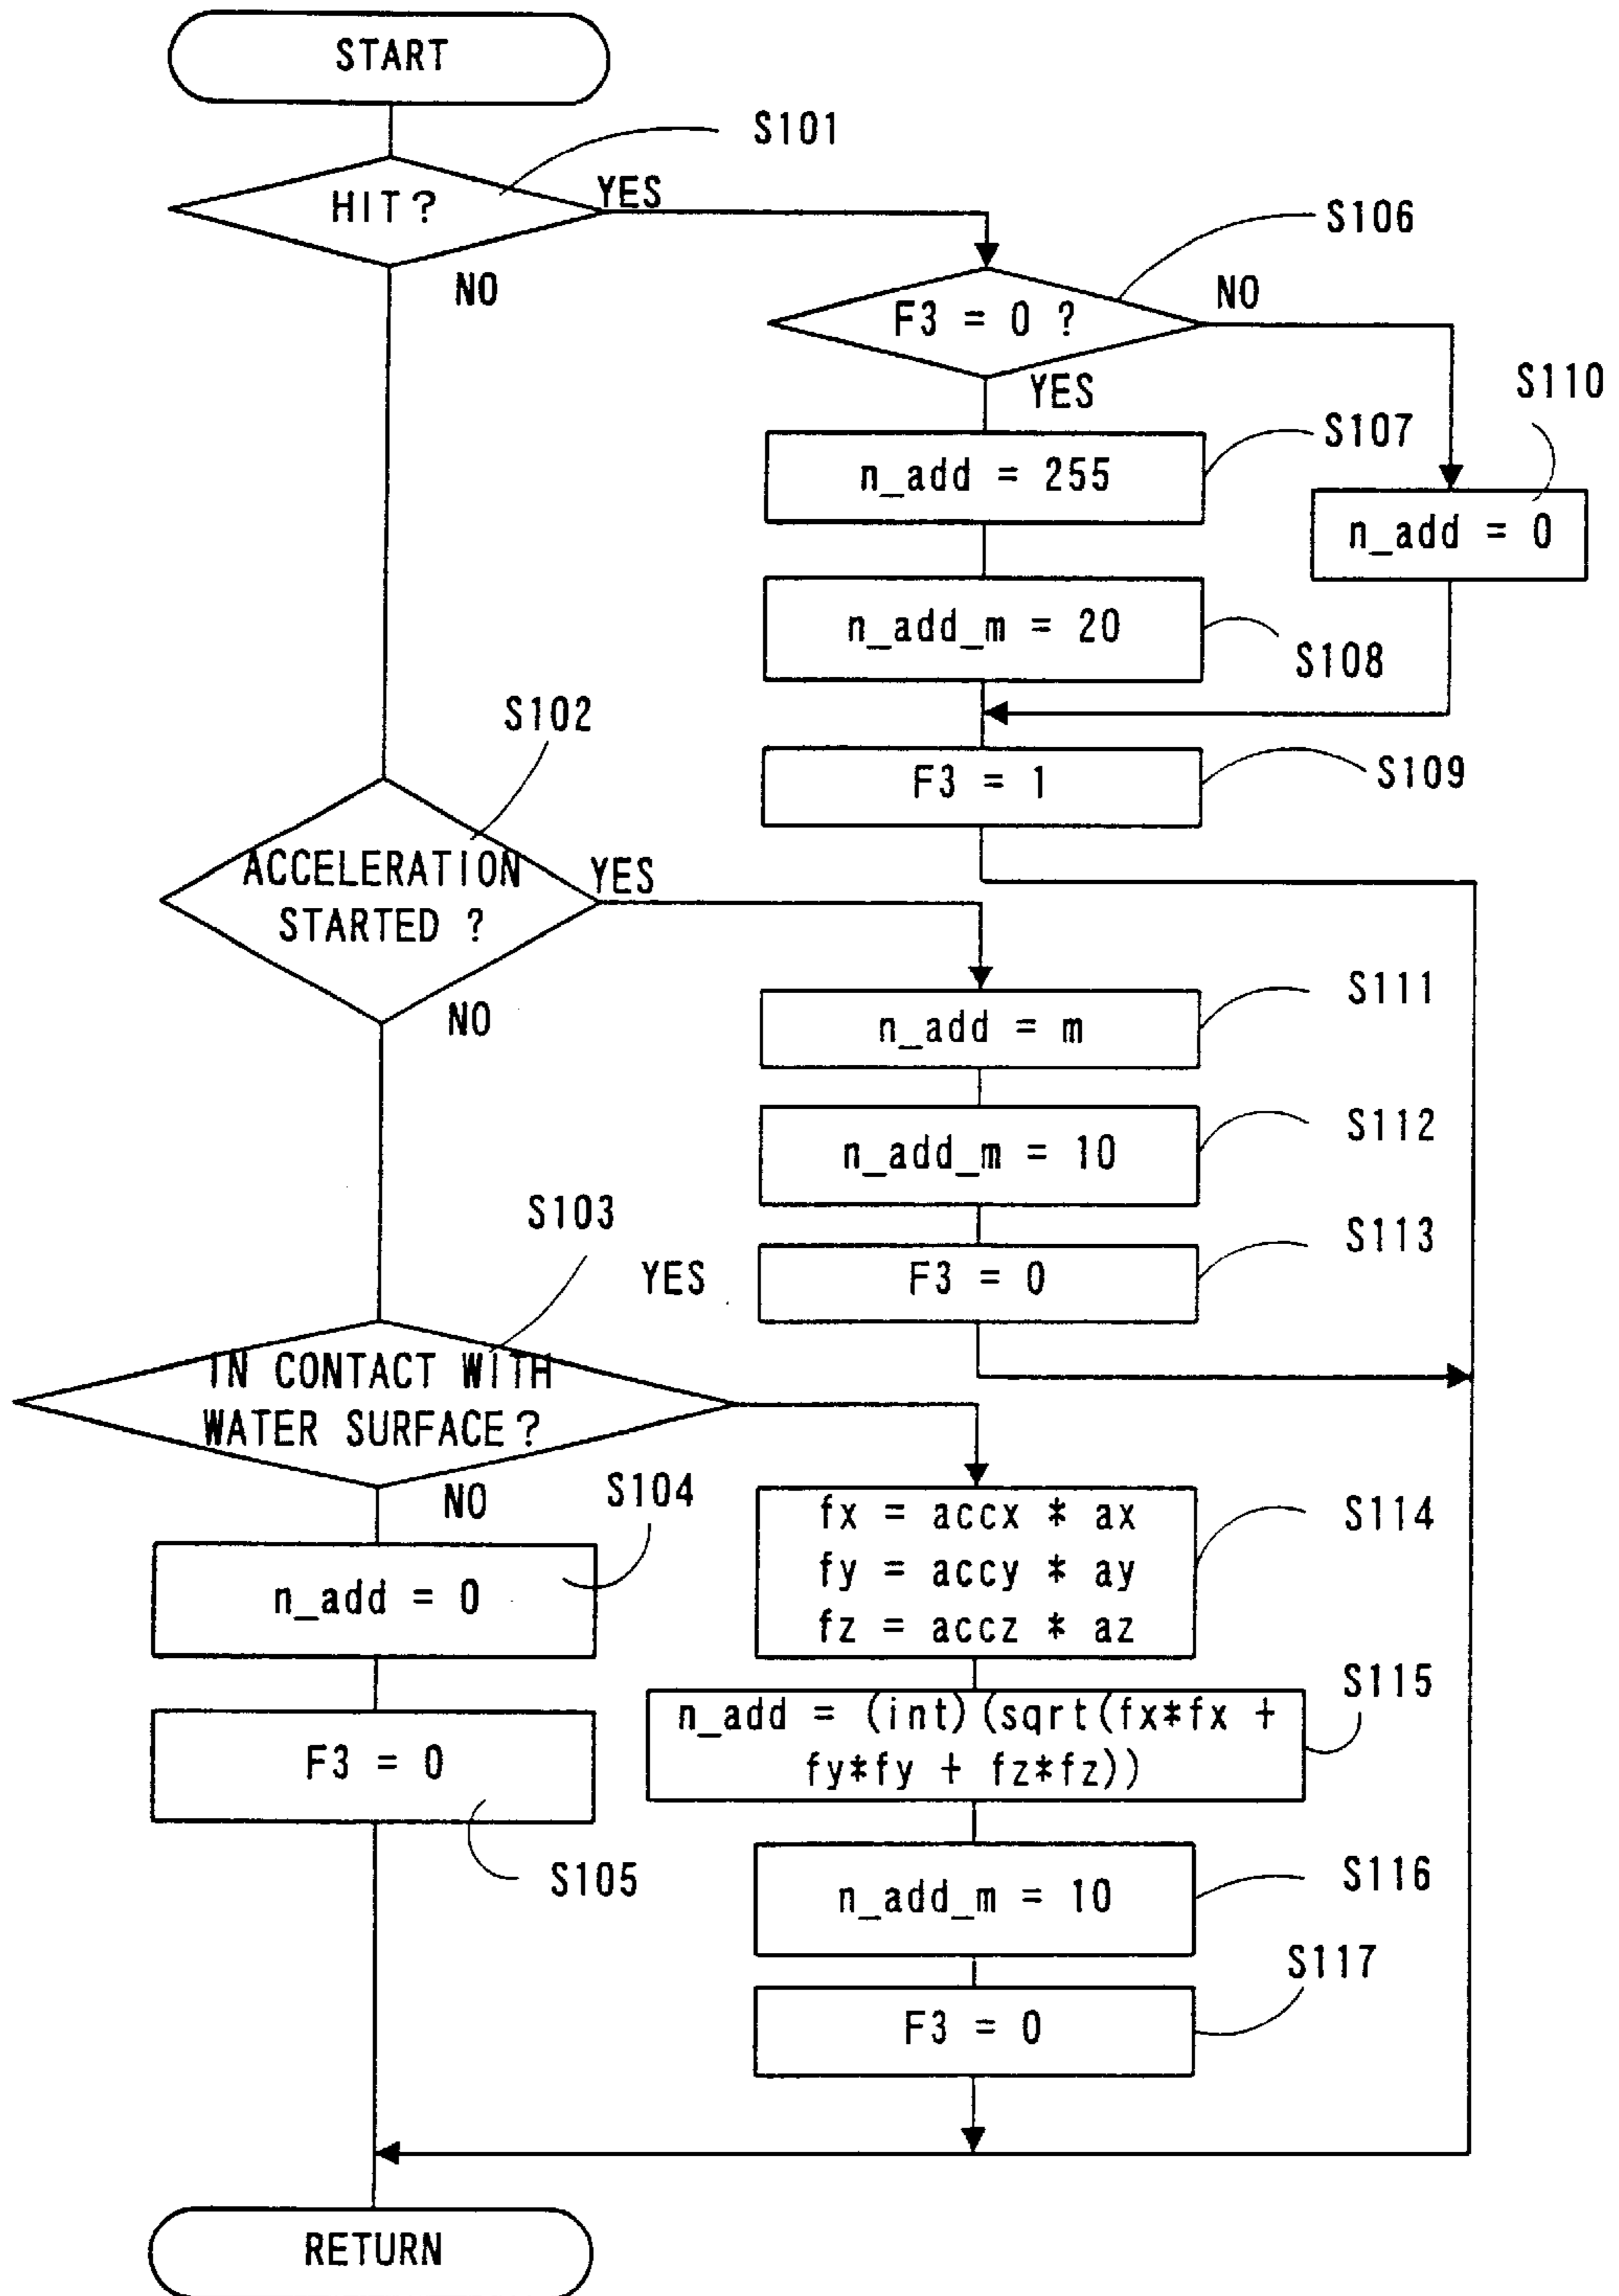 START
S101
HIT?
YES
NO
S106
F3 = 0 ?
NO
YES
S110
S107
n_add = 255
n_add = 0
n_add_m = 20
S108
S102
F3 = 1
S109
ACCELERATION
STARTED ?
YES
NO
S111
n_add = m
S112
n_add_m = 10
S103
S113
YES
F3 = 0
IN CONTACT WITH
WATER SURFACE?
NO
S104
n_add = 0
S114
fx = accx * ax
fy = accy * ay
fz = accz * az
S115
n_add = (int)(sqrt(fx*fx +
fy*fy + fz*fz))
F3 = 0
S105
S116
n_add_m = 10
S117
F3 = 0
RETURN